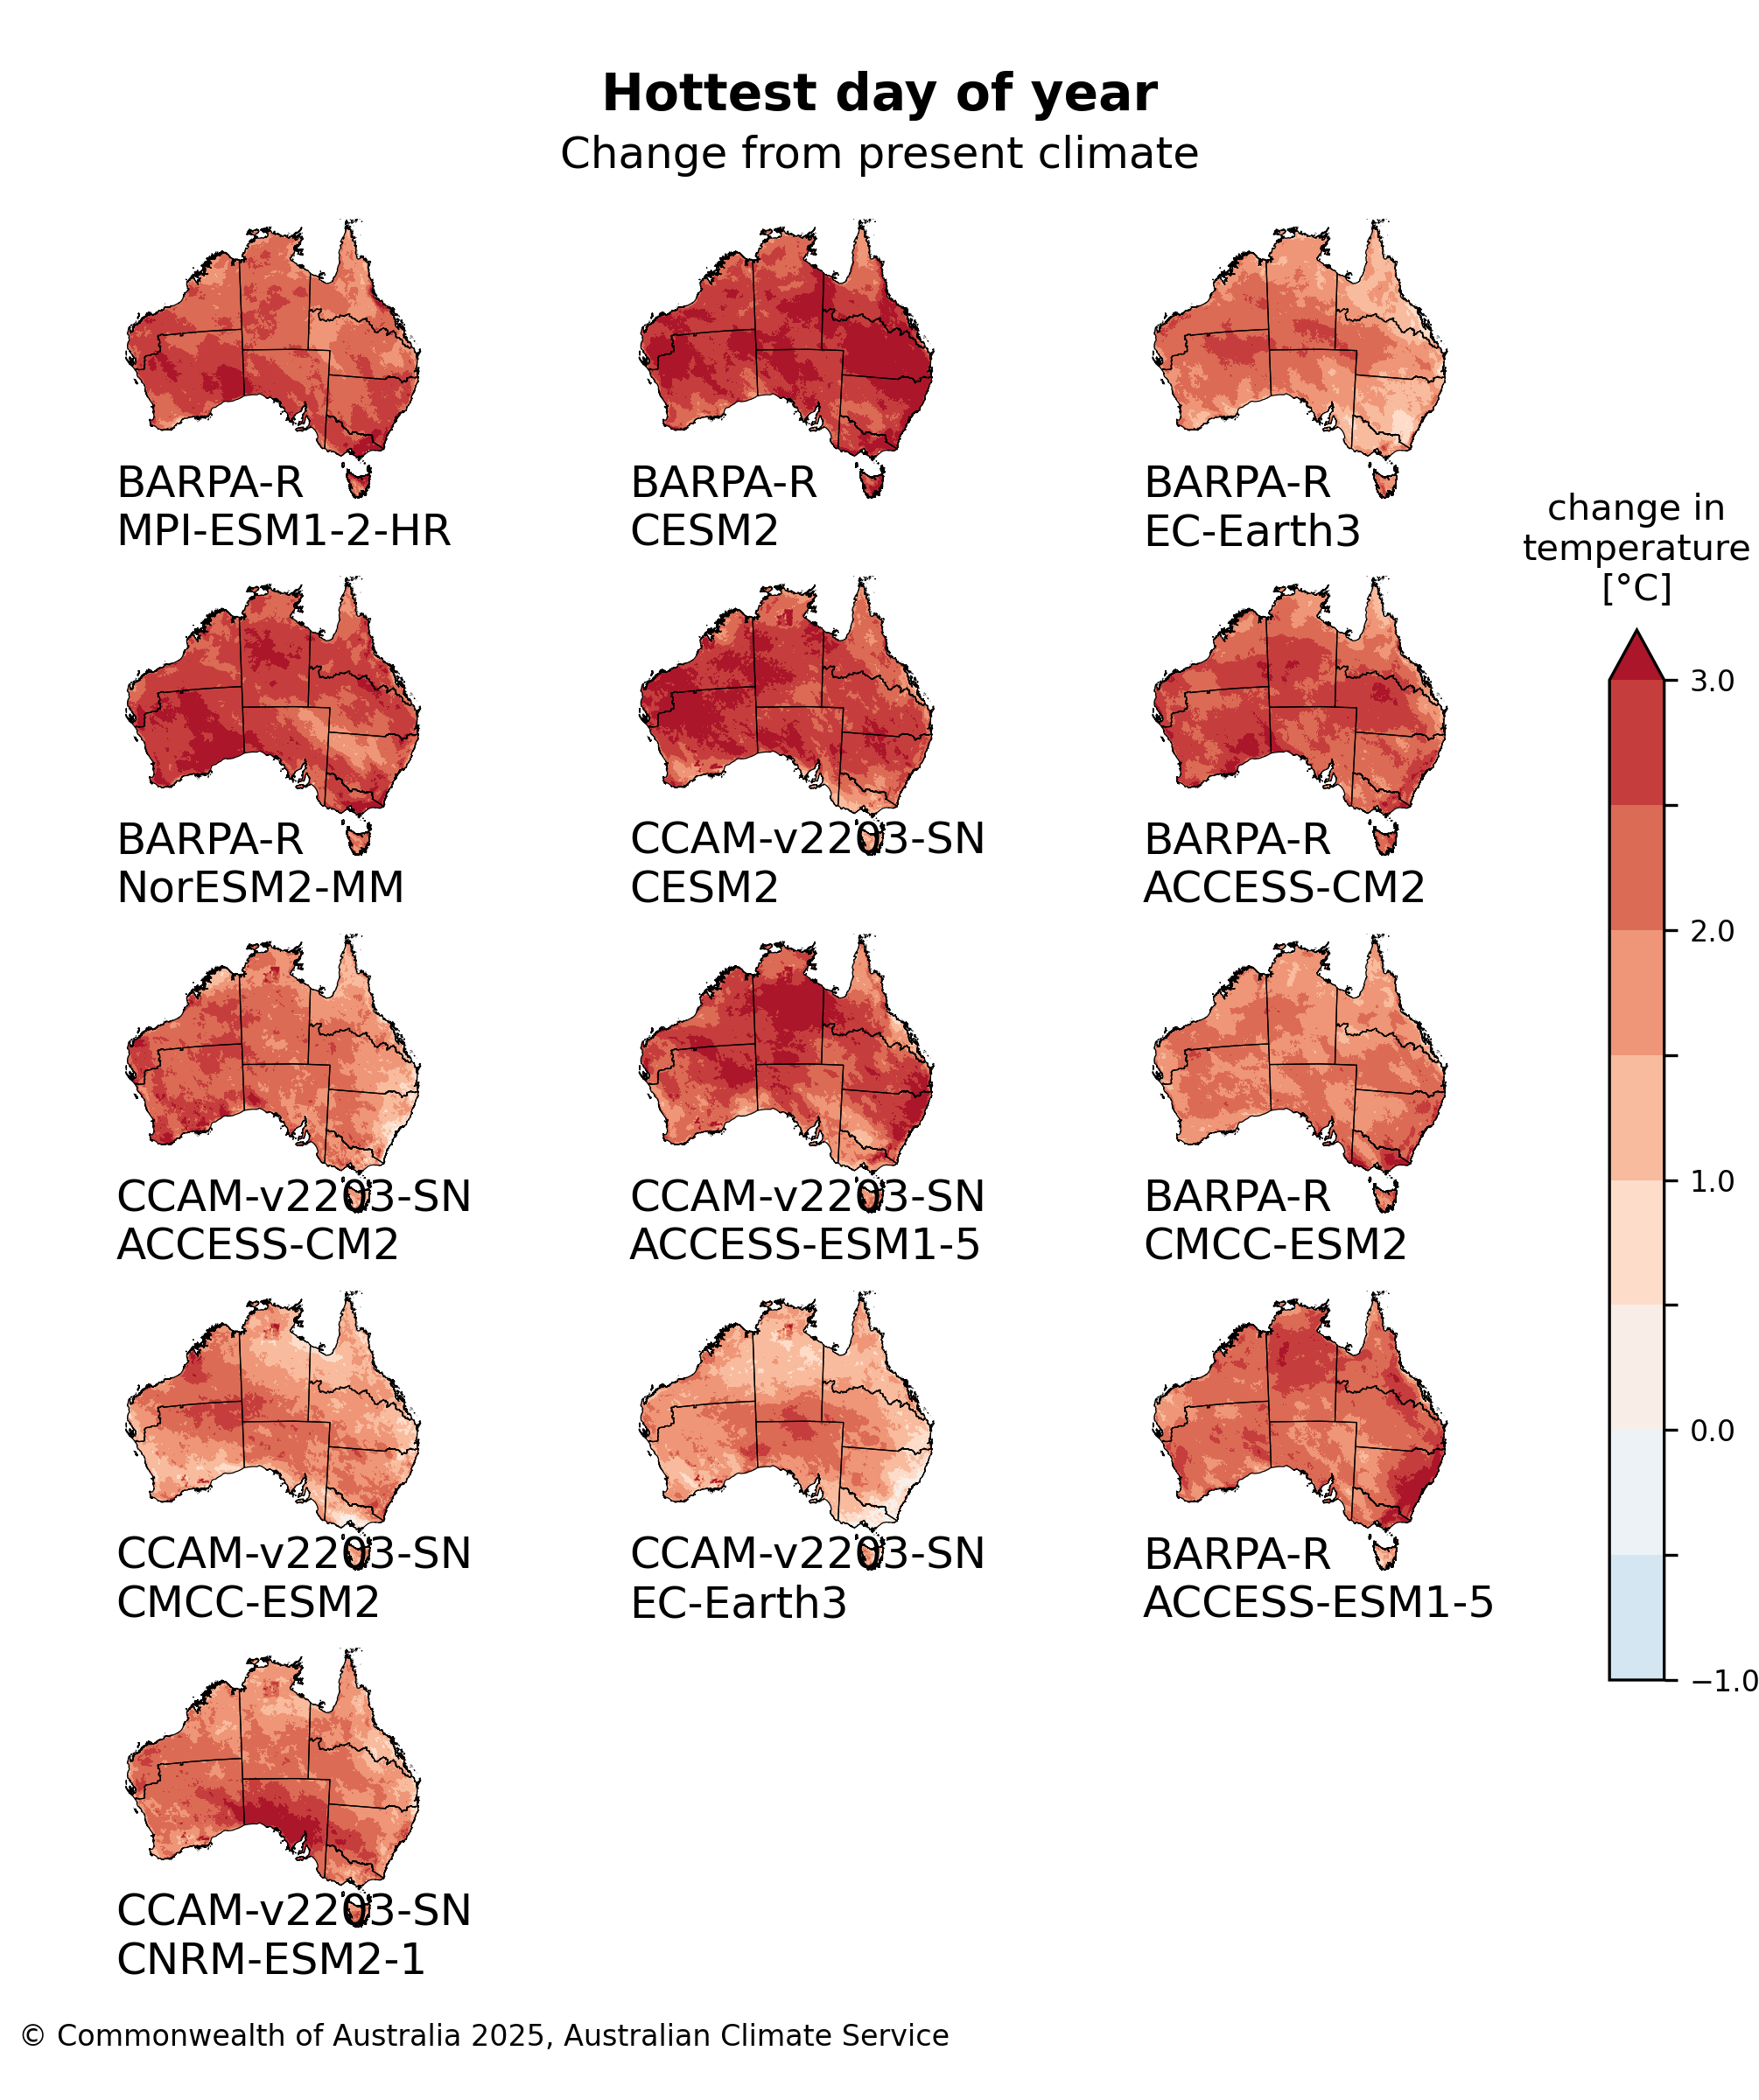 Hottest day of year
Change from present climate
BARPA-R
MPI-ESM1-2-HR
BARPA-R
CESM2
BARPA-R
EC-Earth3
change in
temperature
[°C]
BARPA-R
NorESM2-MM
CCAM-v2203-SN
CESM2
BARPA-R
ACCESS-CM2
CCAM-v2203-SN
ACCESS-CM2
CCAM-v2203-SN
ACCESS-ESM1-5
BARPA-R
CMCC-ESM2
CCAM-v2203-SN
CMCC-ESM2
CCAM-v2203-SN
EC-Earth3
BARPA-R
ACCESS-ESM1-5
CCAM-v2203-SN
CNRM-ESM2-1
3.0
2.0
1.0
0.0
−1.0
© Commonwealth of Australia 2025, Australian Climate Service